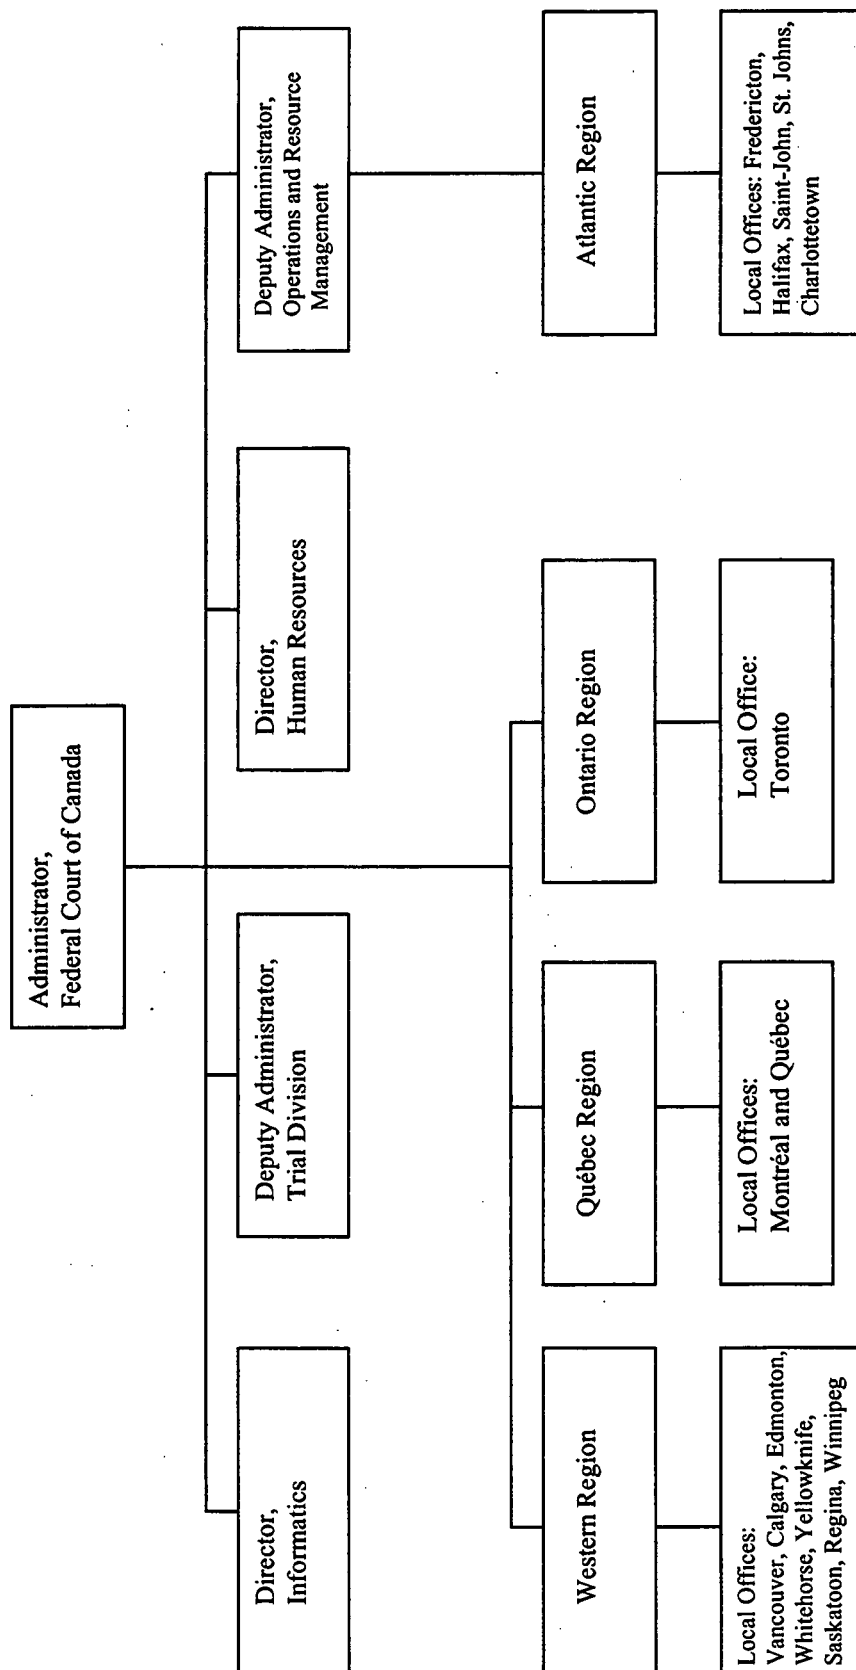 Administrator,
Federal Court of Canada
Director,
Informatics
Deputy Administrator,
Trial Division
Director,
Human Resources
Deputy Administrator,
Operations and Resource
Management
Western Region
Québec Region
Ontario Region
Atlantic Region
Local Offices:
Vancouver, Calgary, Edmonton,
Whitehorse, Yellowknife,
Saskatoon, Regina, Winnipeg
Local Offices:
Montréal and Québec
Local Office:
Toronto
Local Offices: Fredericton,
Halifax, Saint-John, St. Johns,
Charlottetown